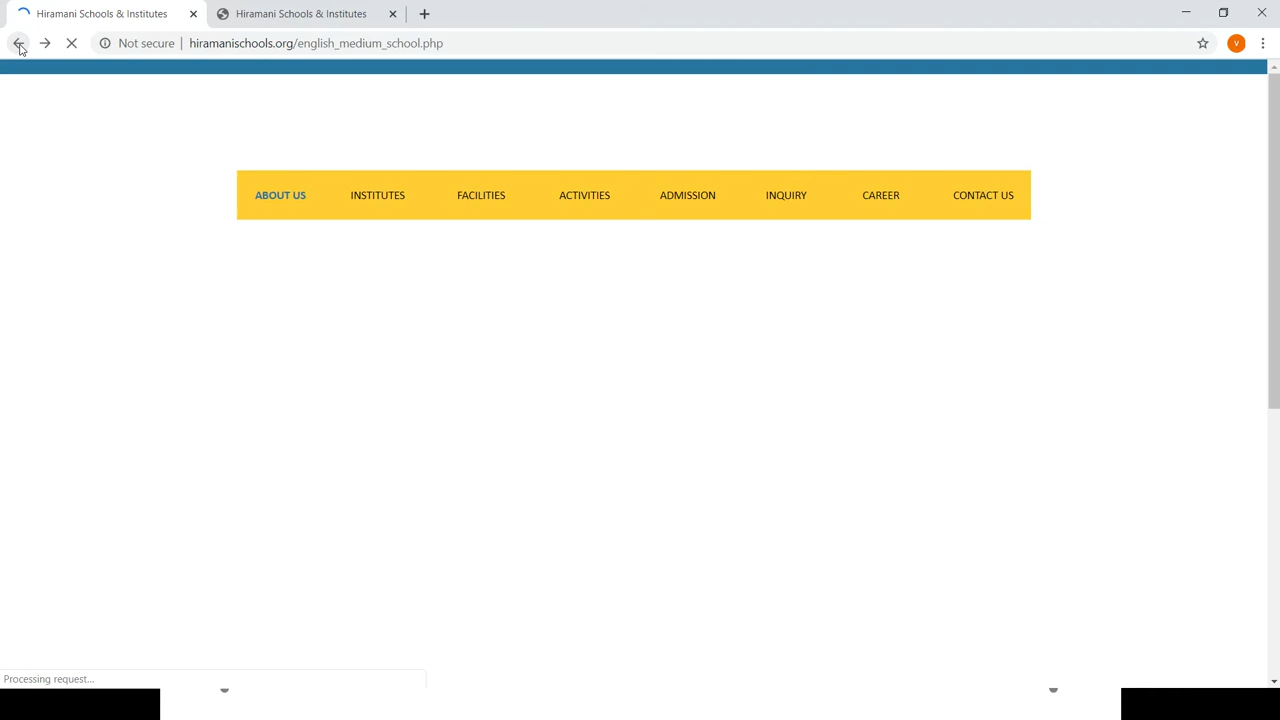 Hiramani Schools & Institutes
Hiramani Schools & Institutes
Not secure
hiramanischools.org/english_medium_school.php
v
ABOUT US
INSTITUTES
FACILITIES
ACTIVITIES
ADMISSION
INQUIRY
CAREER
CONTACT US
Processing request...